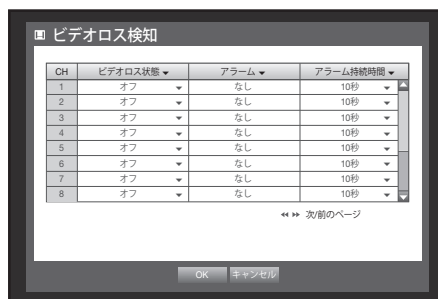 ビデオロス検知
CH ビデオロス状態 アラーム アラーム持続時間
1 オフ なし 10秒
2 オフ なし 10秒
3 オフ なし 10秒
4 オフ なし 10秒
5 オフ なし 10秒
6 オフ なし 10秒
7 オフ なし 10秒
8 オフ なし 10秒
次/前のページ
OK キャンセル